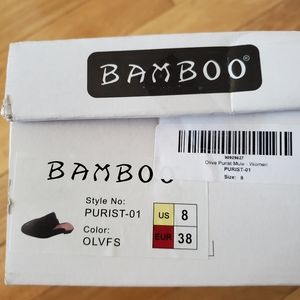 BAMBOO®
90929637
Olive Purist Mule - Women
PURIST-01
Size: 8
BAMBOO
Style No:
PURIST-01
Color:
OLVFS
US 8
EUR 38